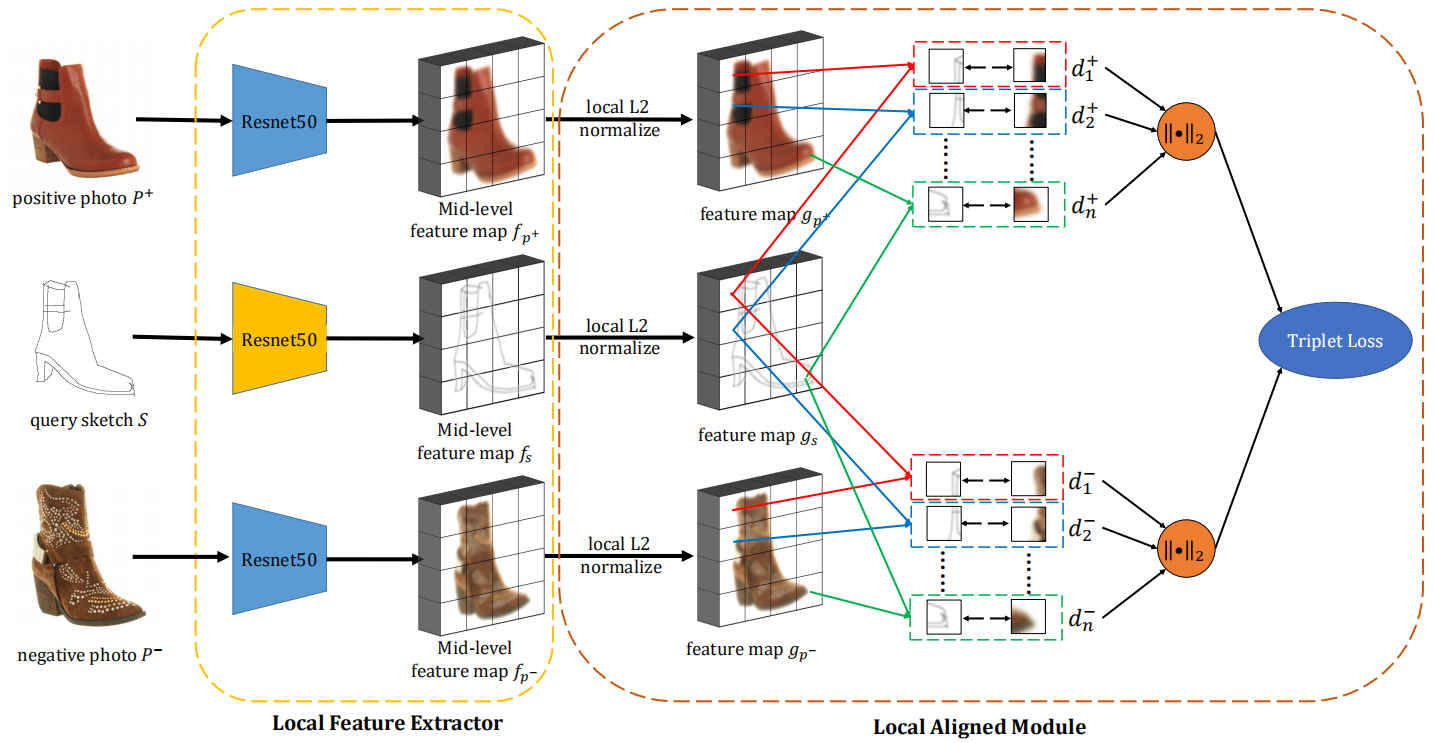 positive photo P⁺
Resnet50
Mid-level
feature map f_{p⁺}
local L2
normalize
feature map g_{p⁺}
d₁⁺
d₂⁺
dₙ⁺
‖•‖₂
query sketch S
Resnet50
Mid-level
feature map f_s
local L2
normalize
feature map g_s
Triplet Loss
negative photo P⁻
Resnet50
Mid-level
feature map f_{p⁻}
local L2
normalize
feature map g_{p⁻}
d₁⁻
d₂⁻
dₙ⁻
‖•‖₂
Local Feature Extractor
Local Aligned Module